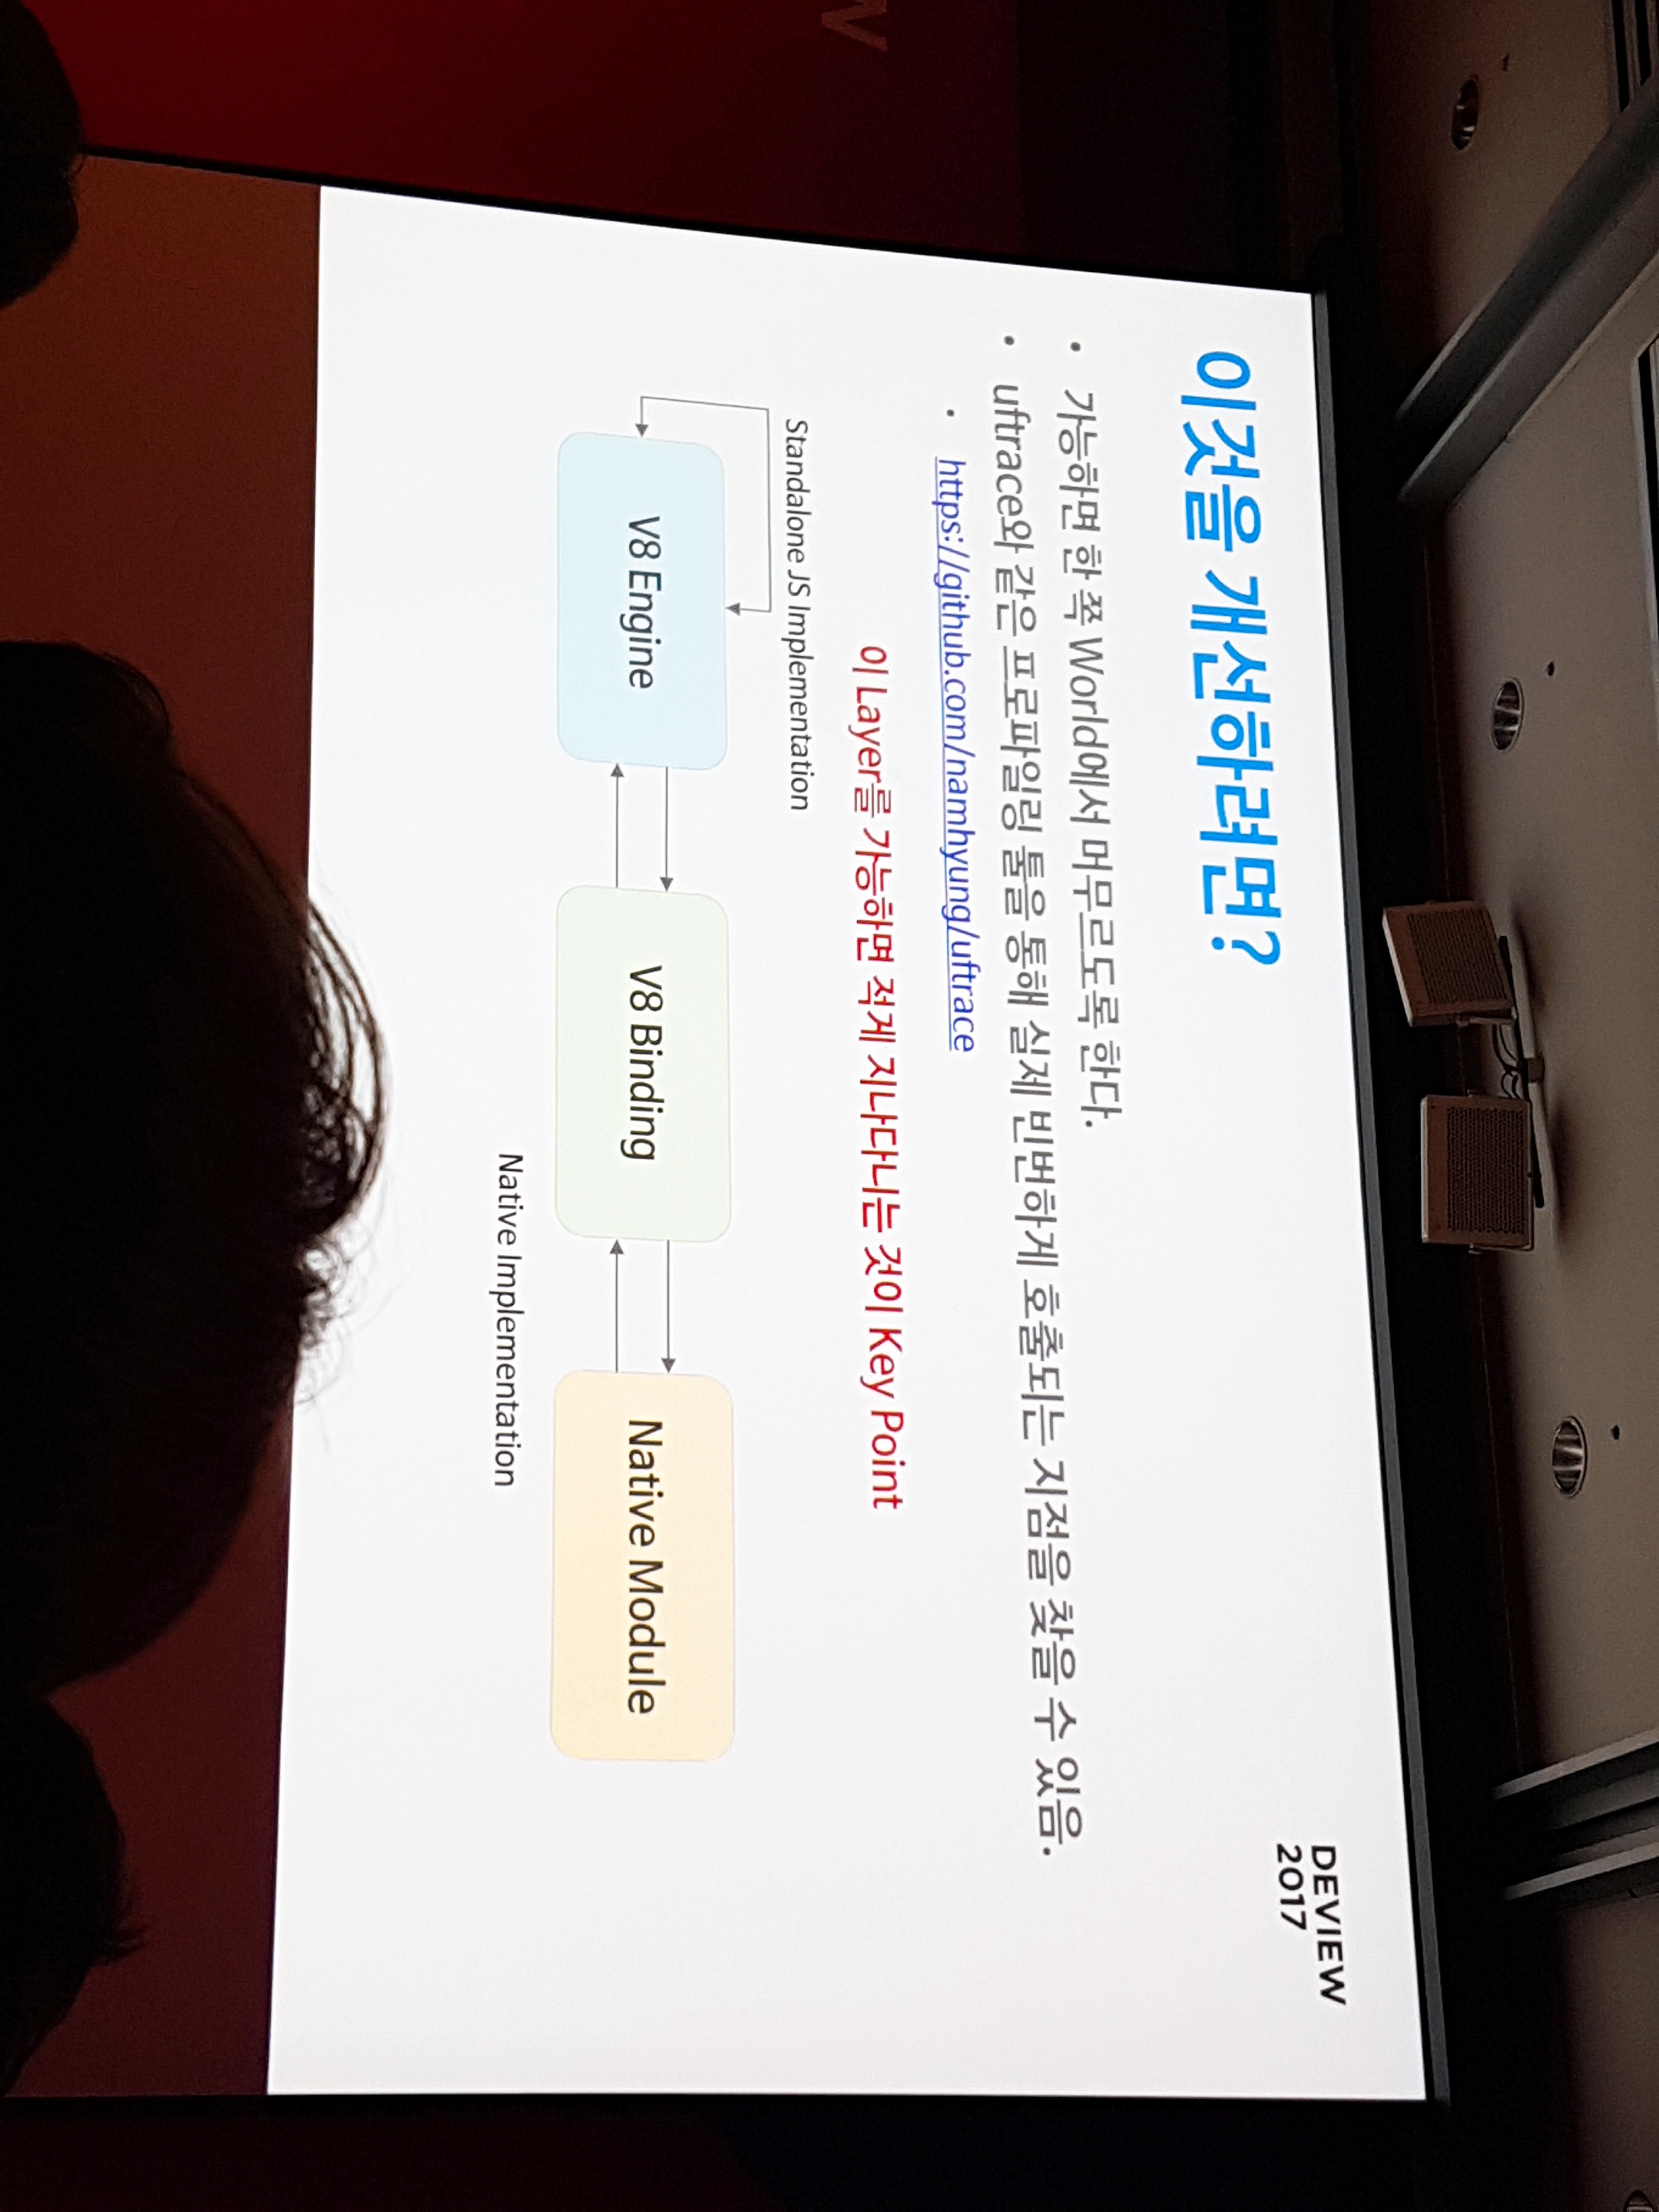 DEVIEW
2017
이것을 개선하려면?
• 가능하면 한 쪽 World에서 머무르도록 한다.
• uftrace와 같은 프로파일링 툴을 통해 실제 빈번하게 호출되는 지점을 찾을 수 있음.
• https://github.com/namhyung/uftrace
이 Layer를 가능하면 적게 지나다니는 것이 Key Point
Standalone JS Implementation
V8 Engine
V8 Binding
Native Module
Native Implementation